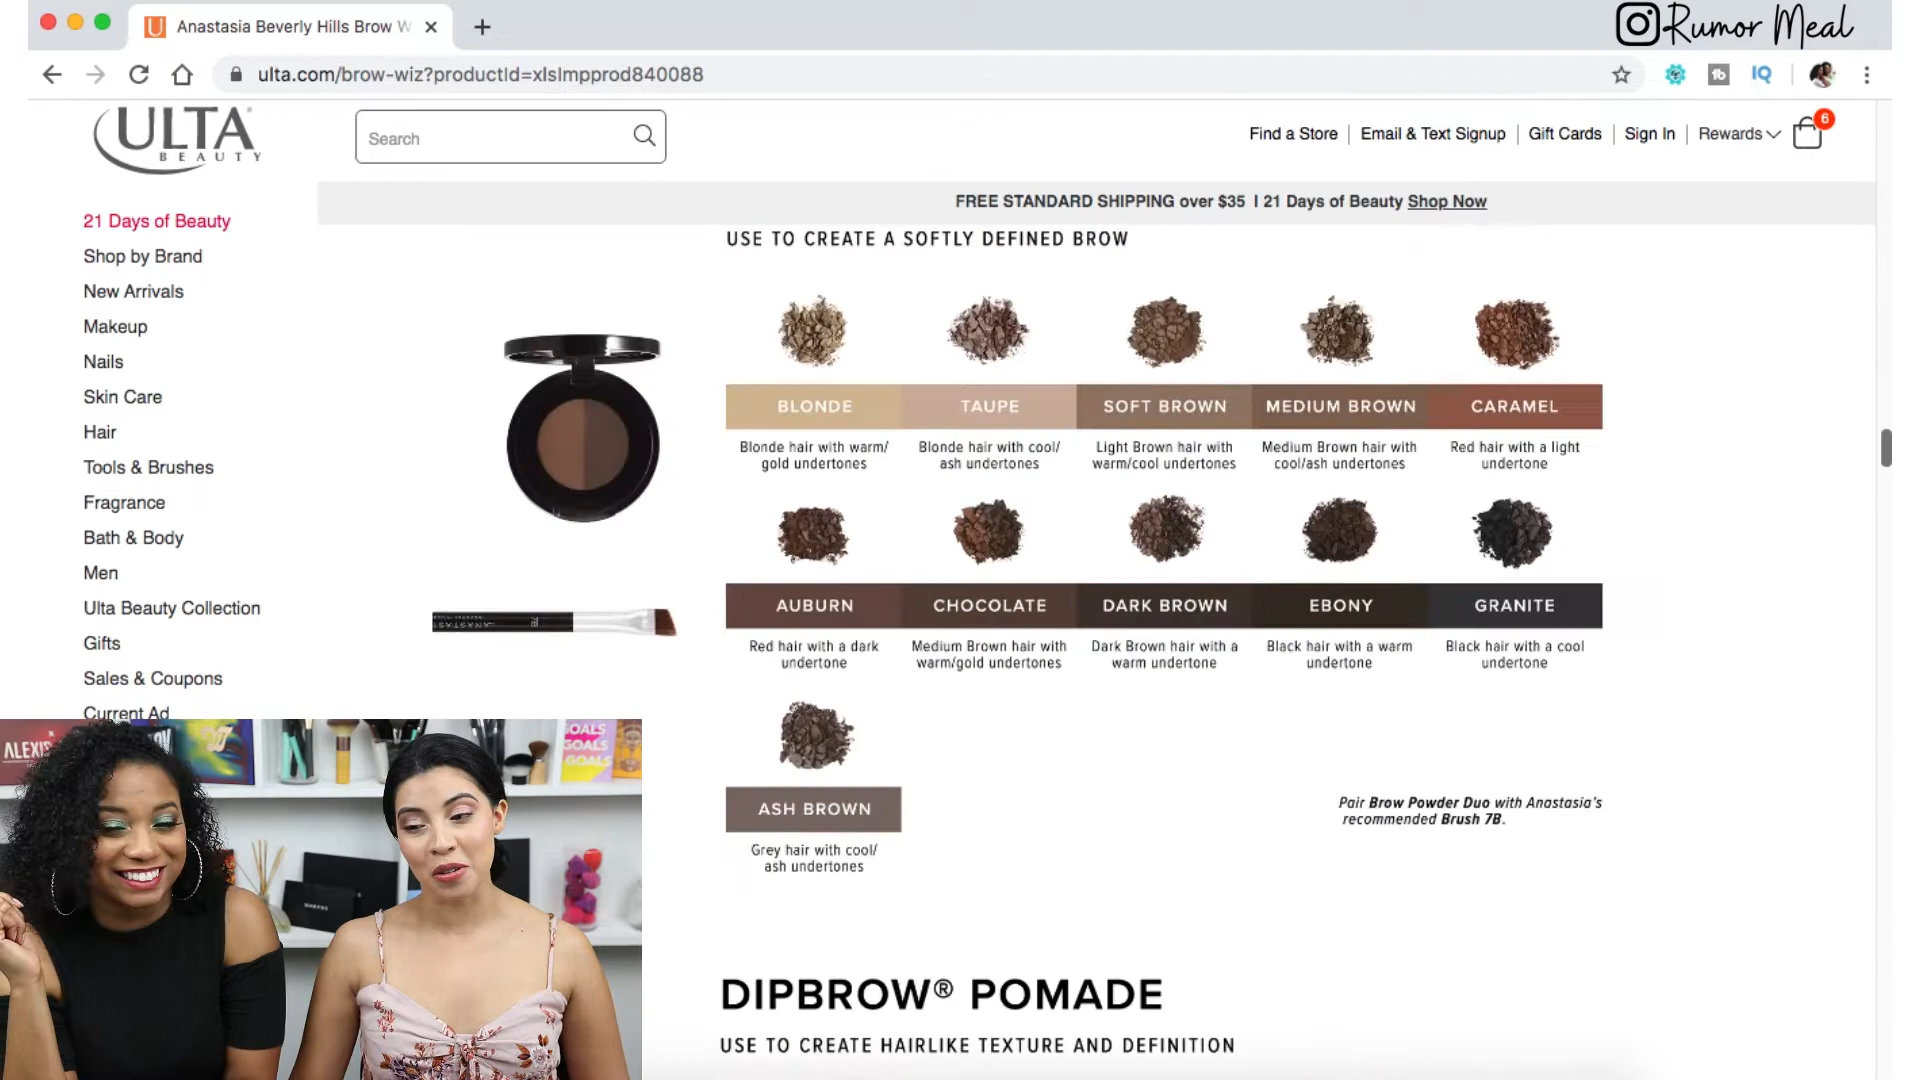 Anastasia Beverly Hills Brow W
Rumor Meal
ulta.com/brow-wiz?productId=xlsImpprod840088
ULTA
BEAUTY
Search
Find a Store
Email & Text Signup
Gift Cards
Sign In
Rewards
6
FREE STANDARD SHIPPING over $35 | 21 Days of Beauty Shop Now
21 Days of Beauty
Shop by Brand
New Arrivals
Makeup
Nails
Skin Care
Hair
Tools & Brushes
Fragrance
Bath & Body
Men
Ulta Beauty Collection
Gifts
Sales & Coupons
Current Ad
USE TO CREATE A SOFTLY DEFINED BROW
BLONDE
TAUPE
SOFT BROWN
MEDIUM BROWN
CARAMEL
Blonde hair with warm/
gold undertones
Blonde hair with cool/
ash undertones
Light Brown hair with
warm/cool undertones
Medium Brown hair with
cool/ash undertones
Red hair with a light
undertone
AUBURN
CHOCOLATE
DARK BROWN
EBONY
GRANITE
Red hair with a dark
undertone
Medium Brown hair with
warm/gold undertones
Dark Brown hair with a
warm undertone
Black hair with a warm
undertone
Black hair with a cool
undertone
ASH BROWN
Grey hair with cool/
ash undertones
Pair Brow Powder Duo with Anastasia's
recommended Brush 7B.
DIPBROW® POMADE
USE TO CREATE HAIRLIKE TEXTURE AND DEFINITION
ALEXIS
GOALS
GOALS
GOALS